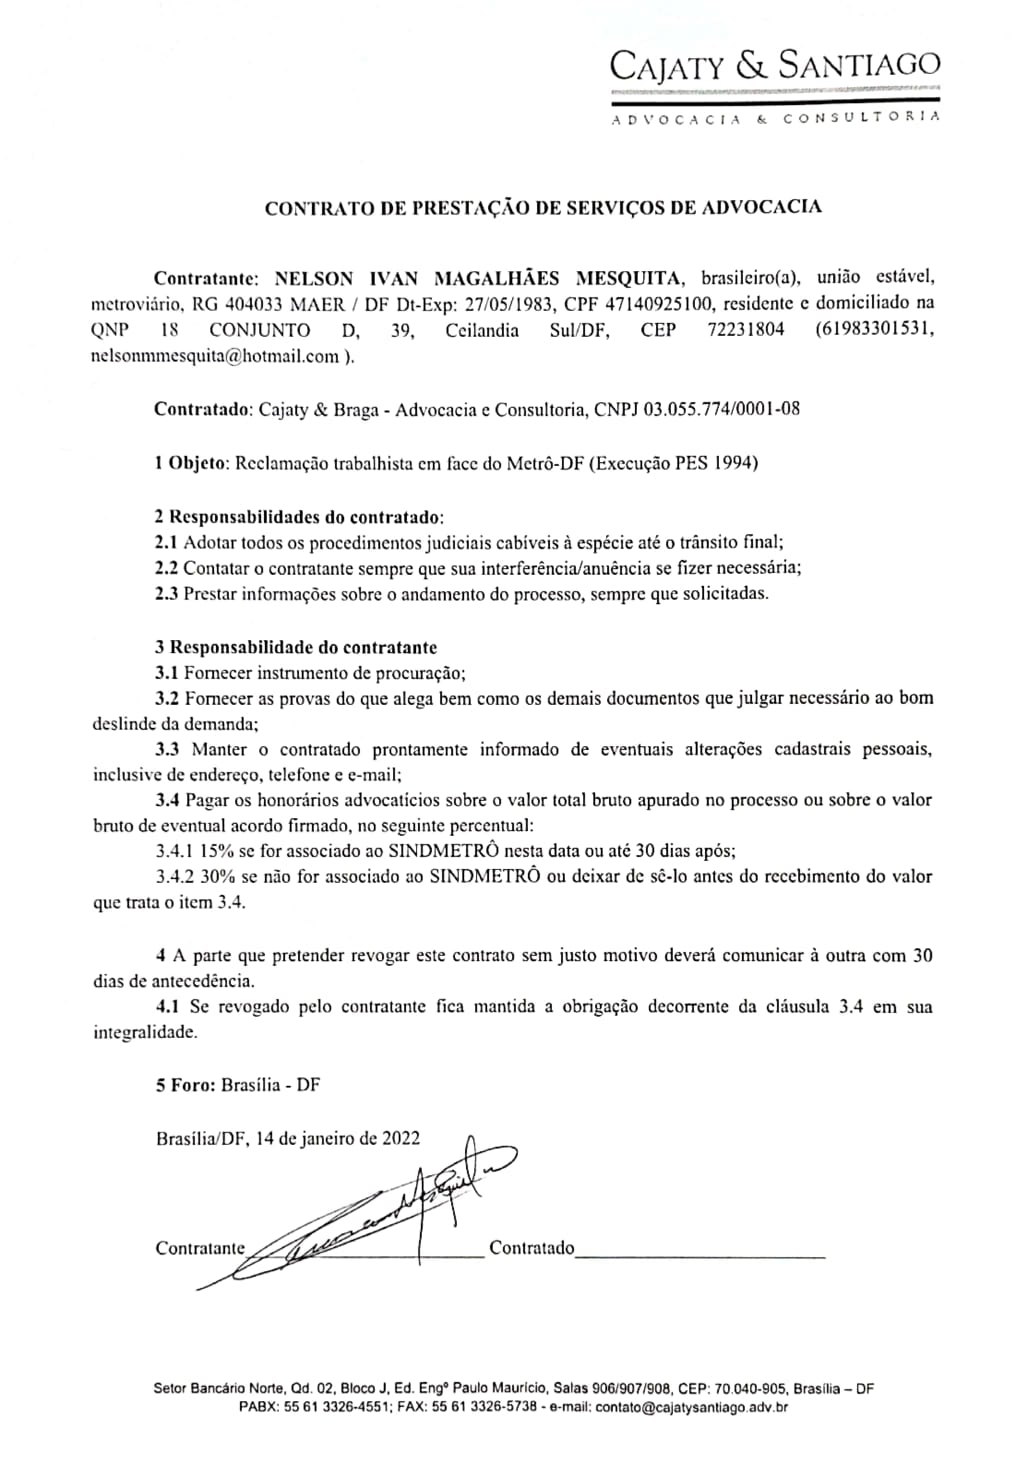 CAJATY & SANTIAGO
ADVOCACIA & CONSULTORIA
CONTRATO DE PRESTAÇÃO DE SERVIÇOS DE ADVOCACIA
Contratante: NELSON IVAN MAGALHÃES MESQUITA, brasileiro(a), união estável,
metroviário, RG 404033 MAER / DF Dt-Exp: 27/05/1983, CPF 47140925100, residente e domiciliado na
QNP 18 CONJUNTO D, 39, Ceilandia Sul/DF, CEP 72231804 (61983301531,
nelsonmmesquita@hotmail.com ).
Contratado: Cajaty & Braga - Advocacia e Consultoria, CNPJ 03.055.774/0001-08
1 Objeto: Reclamação trabalhista em face do Metrô-DF (Execução PES 1994)
2 Responsabilidades do contratado:
2.1 Adotar todos os procedimentos judiciais cabíveis à espécie até o trânsito final;
2.2 Contatar o contratante sempre que sua interferência/anuência se fizer necessária;
2.3 Prestar informações sobre o andamento do processo, sempre que solicitadas.
3 Responsabilidade do contratante
3.1 Fornecer instrumento de procuração;
3.2 Fornecer as provas do que alega bem como os demais documentos que julgar necessário ao bom
deslinde da demanda;
3.3 Manter o contratado prontamente informado de eventuais alterações cadastrais pessoais,
inclusive de endereço, telefone e e-mail;
3.4 Pagar os honorários advocatícios sobre o valor total bruto apurado no processo ou sobre o valor
bruto de eventual acordo firmado, no seguinte percentual:
3.4.1 15% se for associado ao SINDMETRÔ nesta data ou até 30 dias após;
3.4.2 30% se não for associado ao SINDMETRÔ ou deixar de sê-lo antes do recebimento do valor
que trata o item 3.4.
4 A parte que pretender revogar este contrato sem justo motivo deverá comunicar à outra com 30
dias de antecedência.
4.1 Se revogado pelo contratante fica mantida a obrigação decorrente da cláusula 3.4 em sua
integralidade.
5 Foro: Brasília - DF
Brasília/DF, 14 de janeiro de 2022
Contratante Contratado
Setor Bancário Norte, Qd. 02, Bloco J, Ed. Engº Paulo Maurício, Salas 906/907/908, CEP: 70.040-905, Brasília – DF
PABX: 55 61 3326-4551; FAX: 55 61 3326-5738 - e-mail: contato@cajatysantiago.adv.br